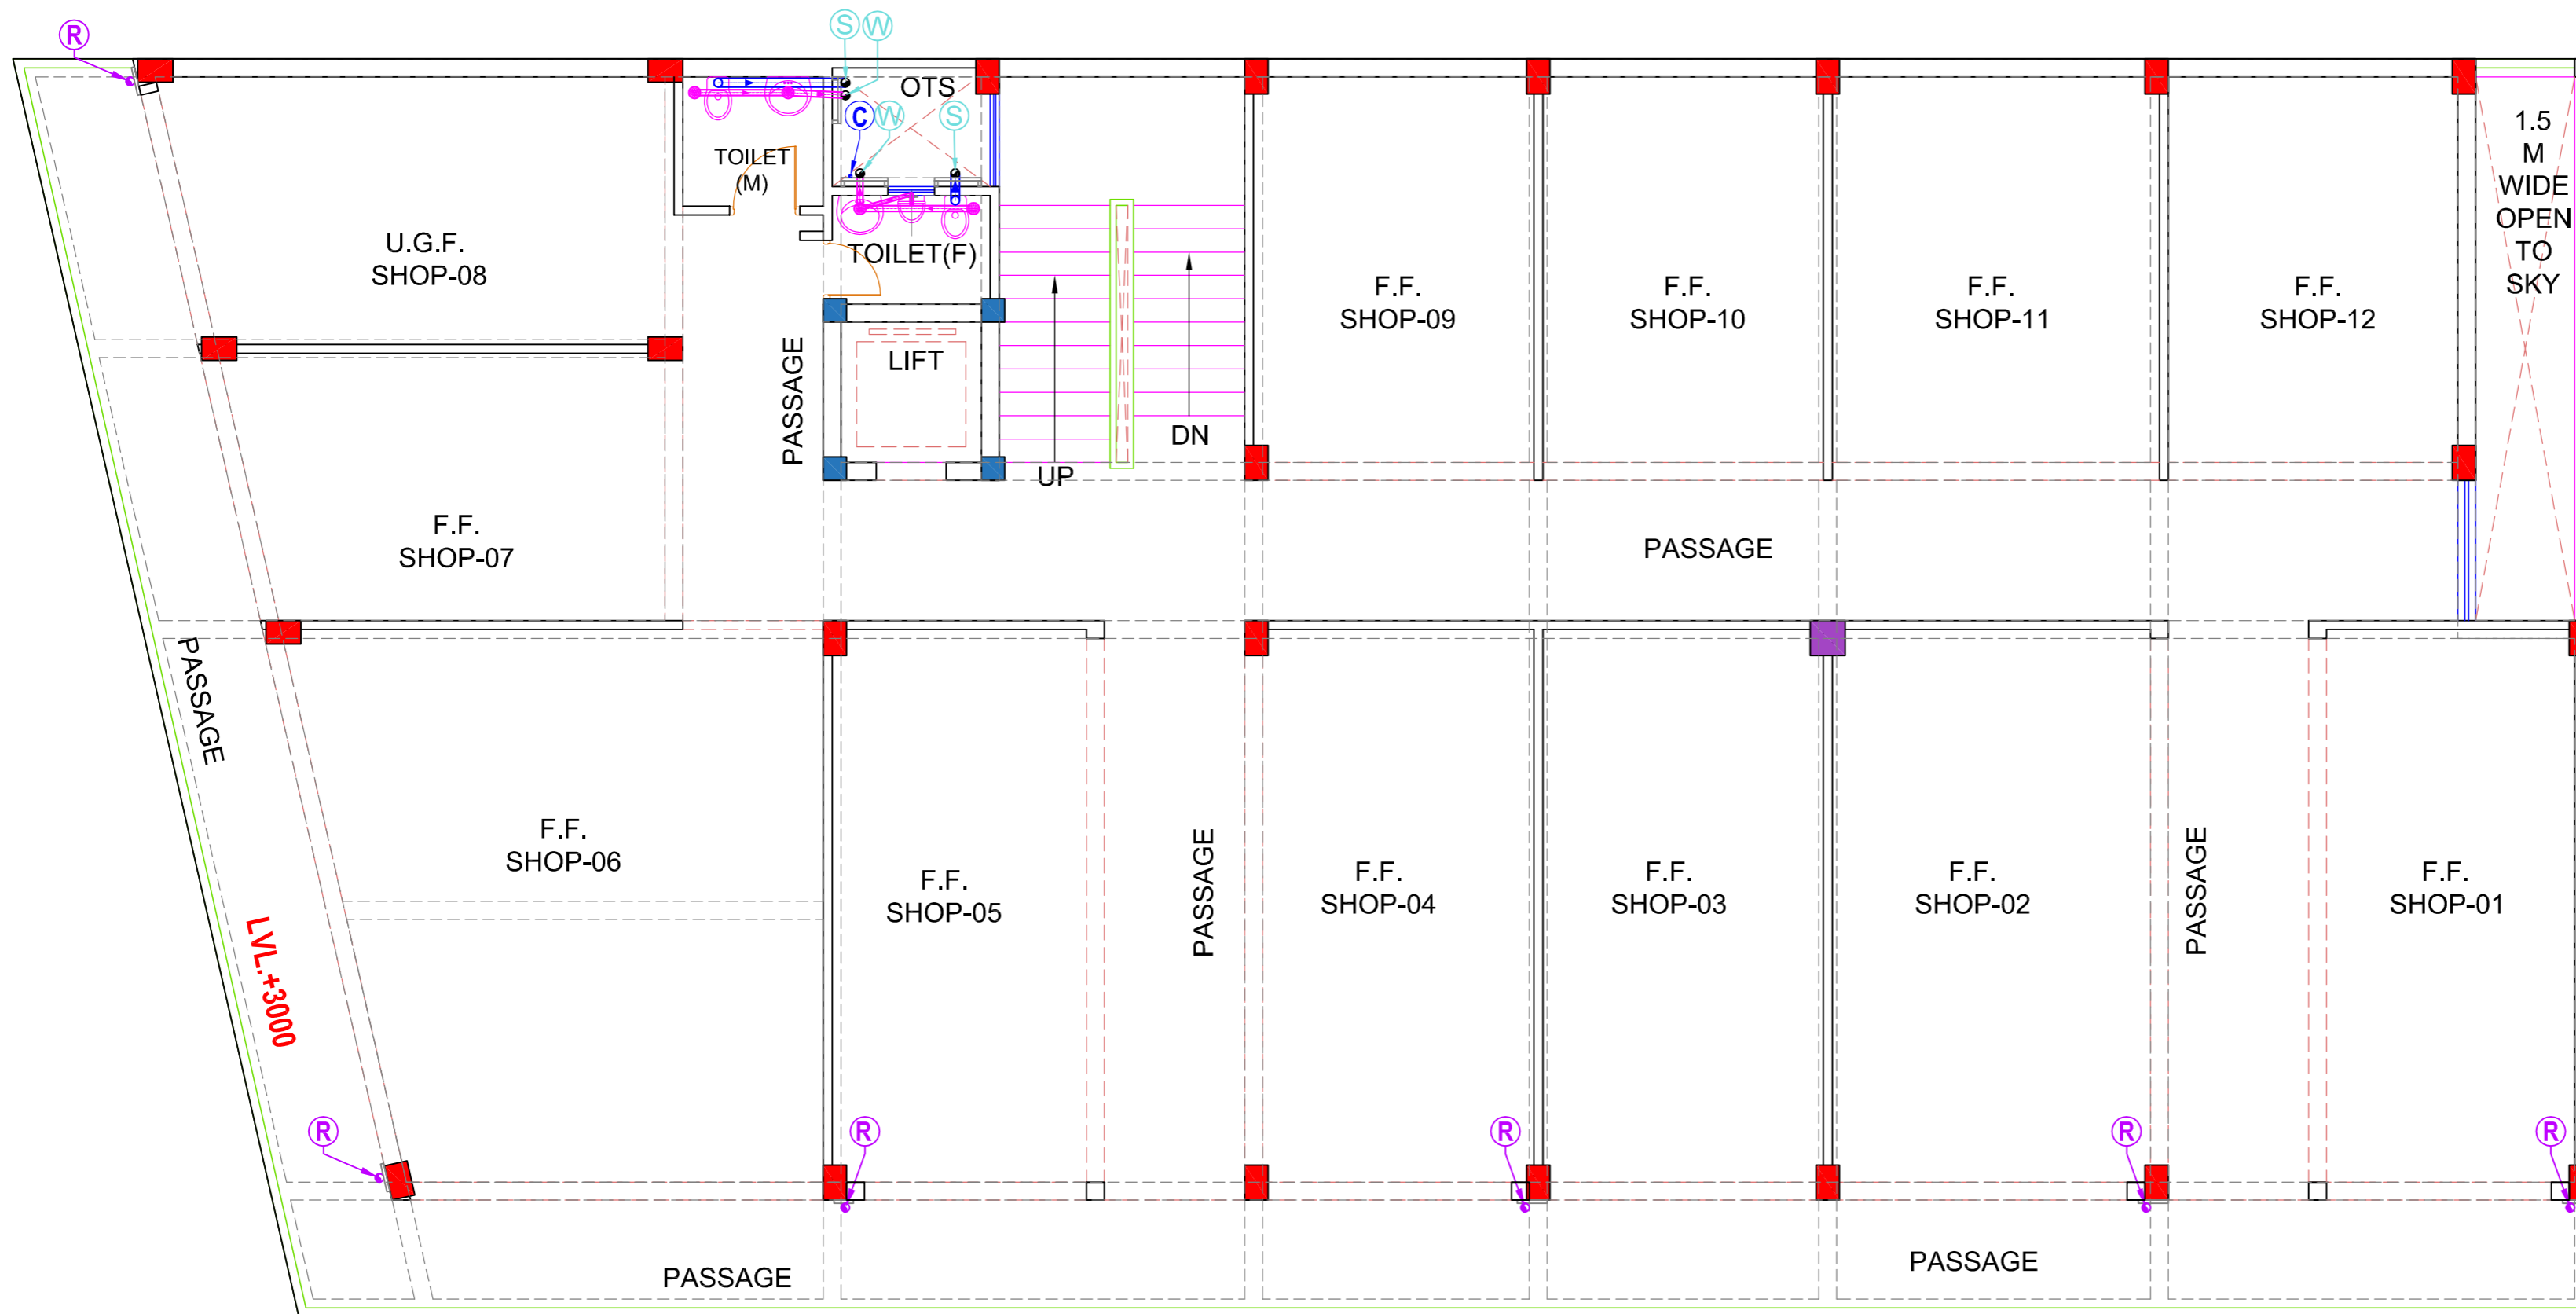 S W
R
OTS
C W S
1.5
M
WIDE
OPEN
TO
SKY
TOILET
(M)
U.G.F.
SHOP-08
TOILET(F)
F.F.
SHOP-09
F.F.
SHOP-10
F.F.
SHOP-11
F.F.
SHOP-12
LIFT
PASSAGE
DN
UP
F.F.
SHOP-07
PASSAGE
PASSAGE
F.F.
SHOP-06
F.F.
SHOP-05
PASSAGE
F.F.
SHOP-04
F.F.
SHOP-03
F.F.
SHOP-02
PASSAGE
F.F.
SHOP-01
LVL.+3000
R
R
R
R
R
PASSAGE
PASSAGE